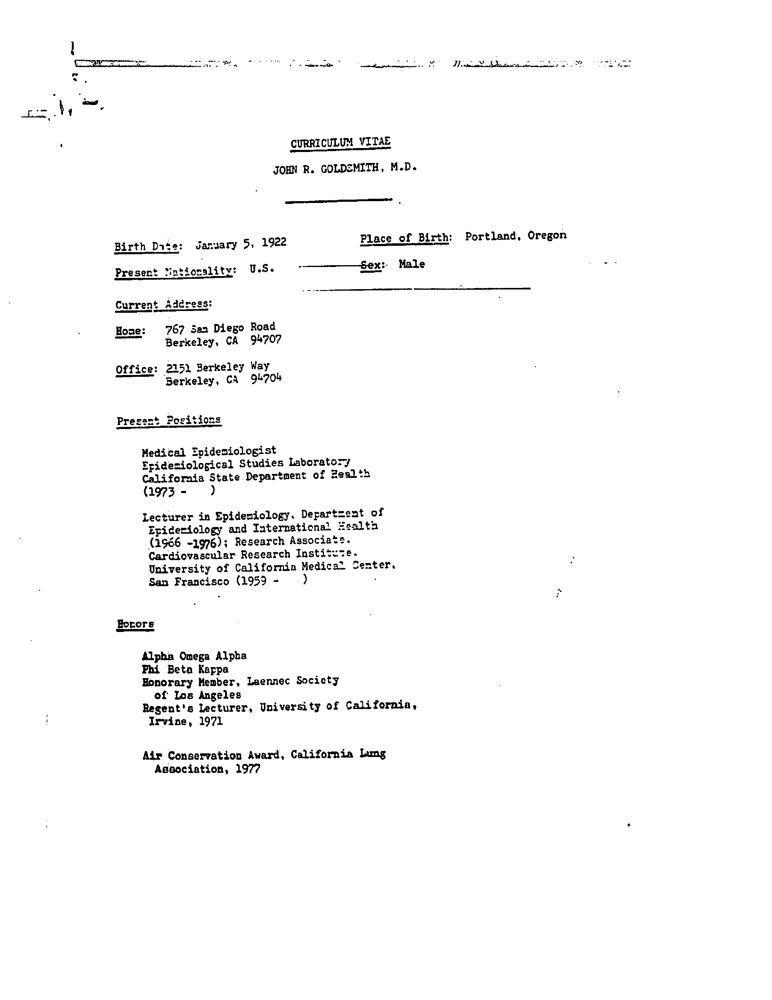 CURRICULUM VITAE
JOHN R. GOLDSMITH, M.D.
Birth Date: January 5, 1922 Place of Birth: Portland, Oregon
Present Nationality: U.S. Sex: Male
Current Address:
Home: 767 San Diego Road
Berkeley, CA 94707
Office: 2151 Berkeley Way
Berkeley, CA 94704
Present Positions
Medical Epidemiologist
Epidemiological Studies Laboratory
California State Department of Health
(1973 - )
Lecturer in Epidemiology, Department of
Epidemiology and International Health
(1966 -1976); Research Associate.
Cardiovascular Research Institute.
University of California Medical Center,
San Francisco (1959 - )
Honors
Alpha Omega Alpha
Phi Beta Kappa
Honorary Member, Laennec Society
of Los Angeles
Regent's Lecturer, University of California,
Irvine, 1971
Air Conservation Award, California Lung
Association, 1977